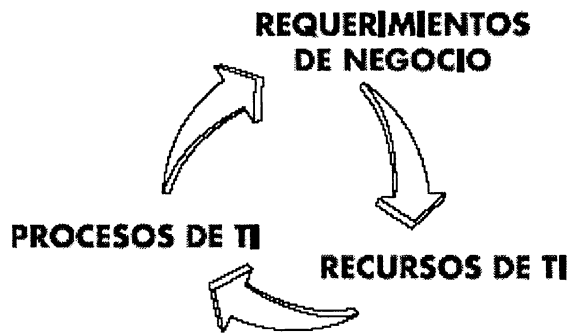 REQUERIMIENTOS
DE NEGOCIO
PROCESOS DE TI
RECURSOS DE TI